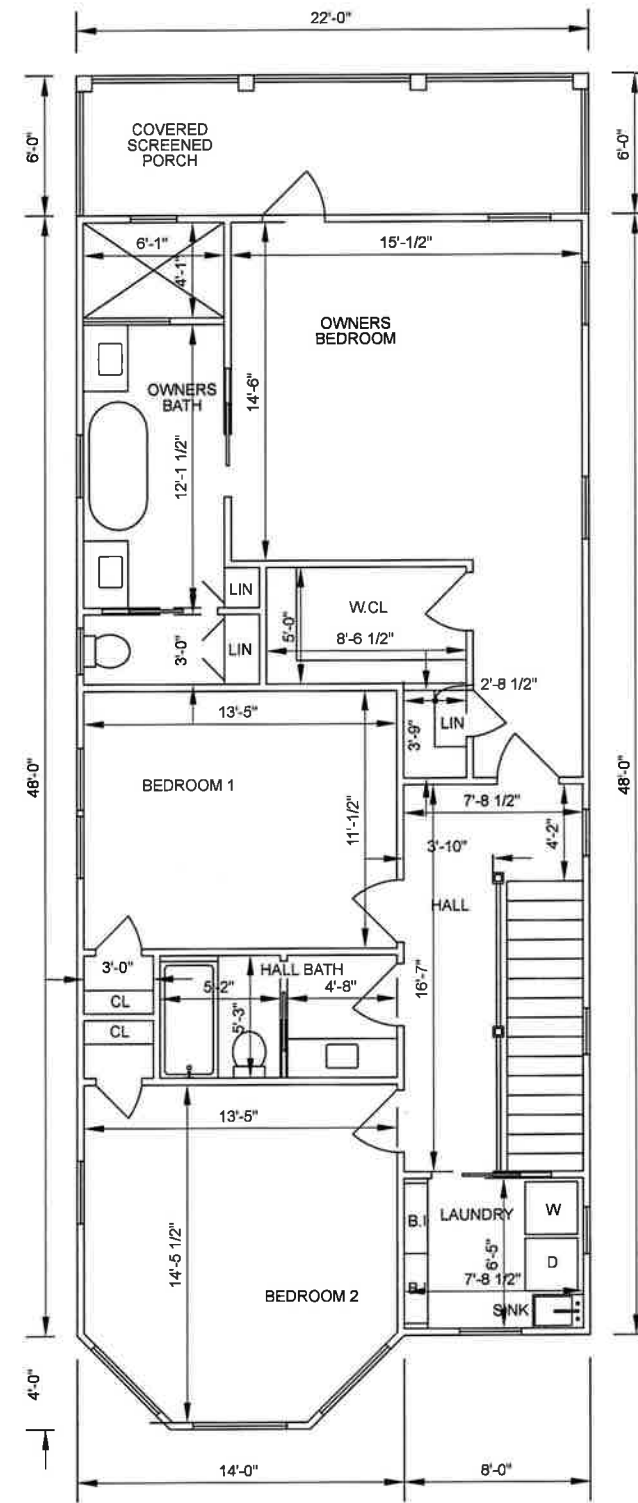 22'-0"
6'-0"
6'-0"
COVERED
SCREENED
PORCH
6'-1"
4'-1"
15'-1/2"
OWNERS
BEDROOM
14'-6"
OWNERS
BATH
12'-1 1/2"
LIN
W.CL
5'-0"
8'-6 1/2"
3'-0"
LIN
2'-8 1/2"
3'-9"
LIN
48'-0"
48'-0"
13'-5"
BEDROOM 1
11'-1/2"
7'-8 1/2"
4'-2"
3'-10"
HALL
16'-7"
3'-0"
CL
CL
HALL BATH
5'-2"
5'-3"
4'-8"
13'-5"
14'-5 1/2"
BEDROOM 2
B.I
B.I
LAUNDRY
6'-5"
W
D
7'-8 1/2"
SINK
4'-0"
14'-0"
8'-0"